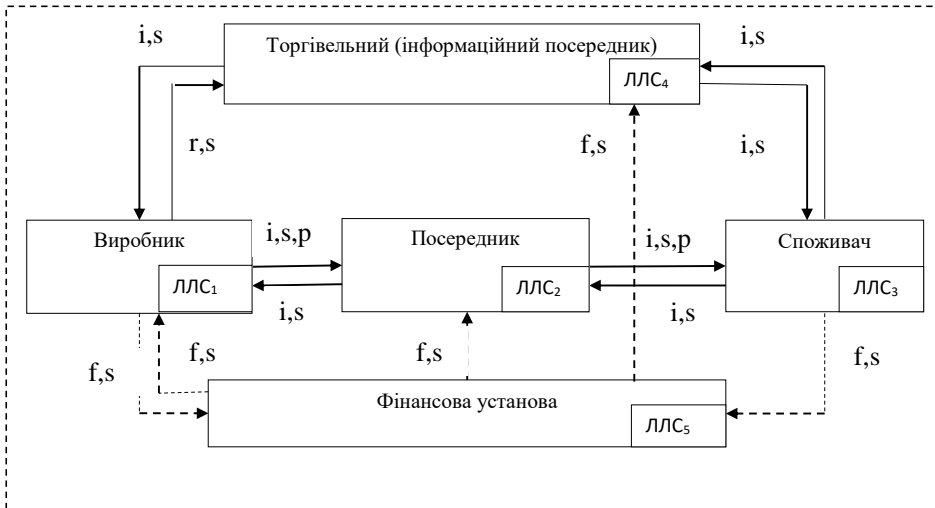 i,s
Торгівельний (інформаційний посередник)
i,s
ЛЛС₄
r,s
f,s
i,s
Виробник
i,s,p
Посередник
i,s,p
Споживач
ЛЛС₁
ЛЛС₂
ЛЛС₃
i,s
i,s
f,s
f,s
f,s
f,s
Фінансова установа
ЛЛС₅